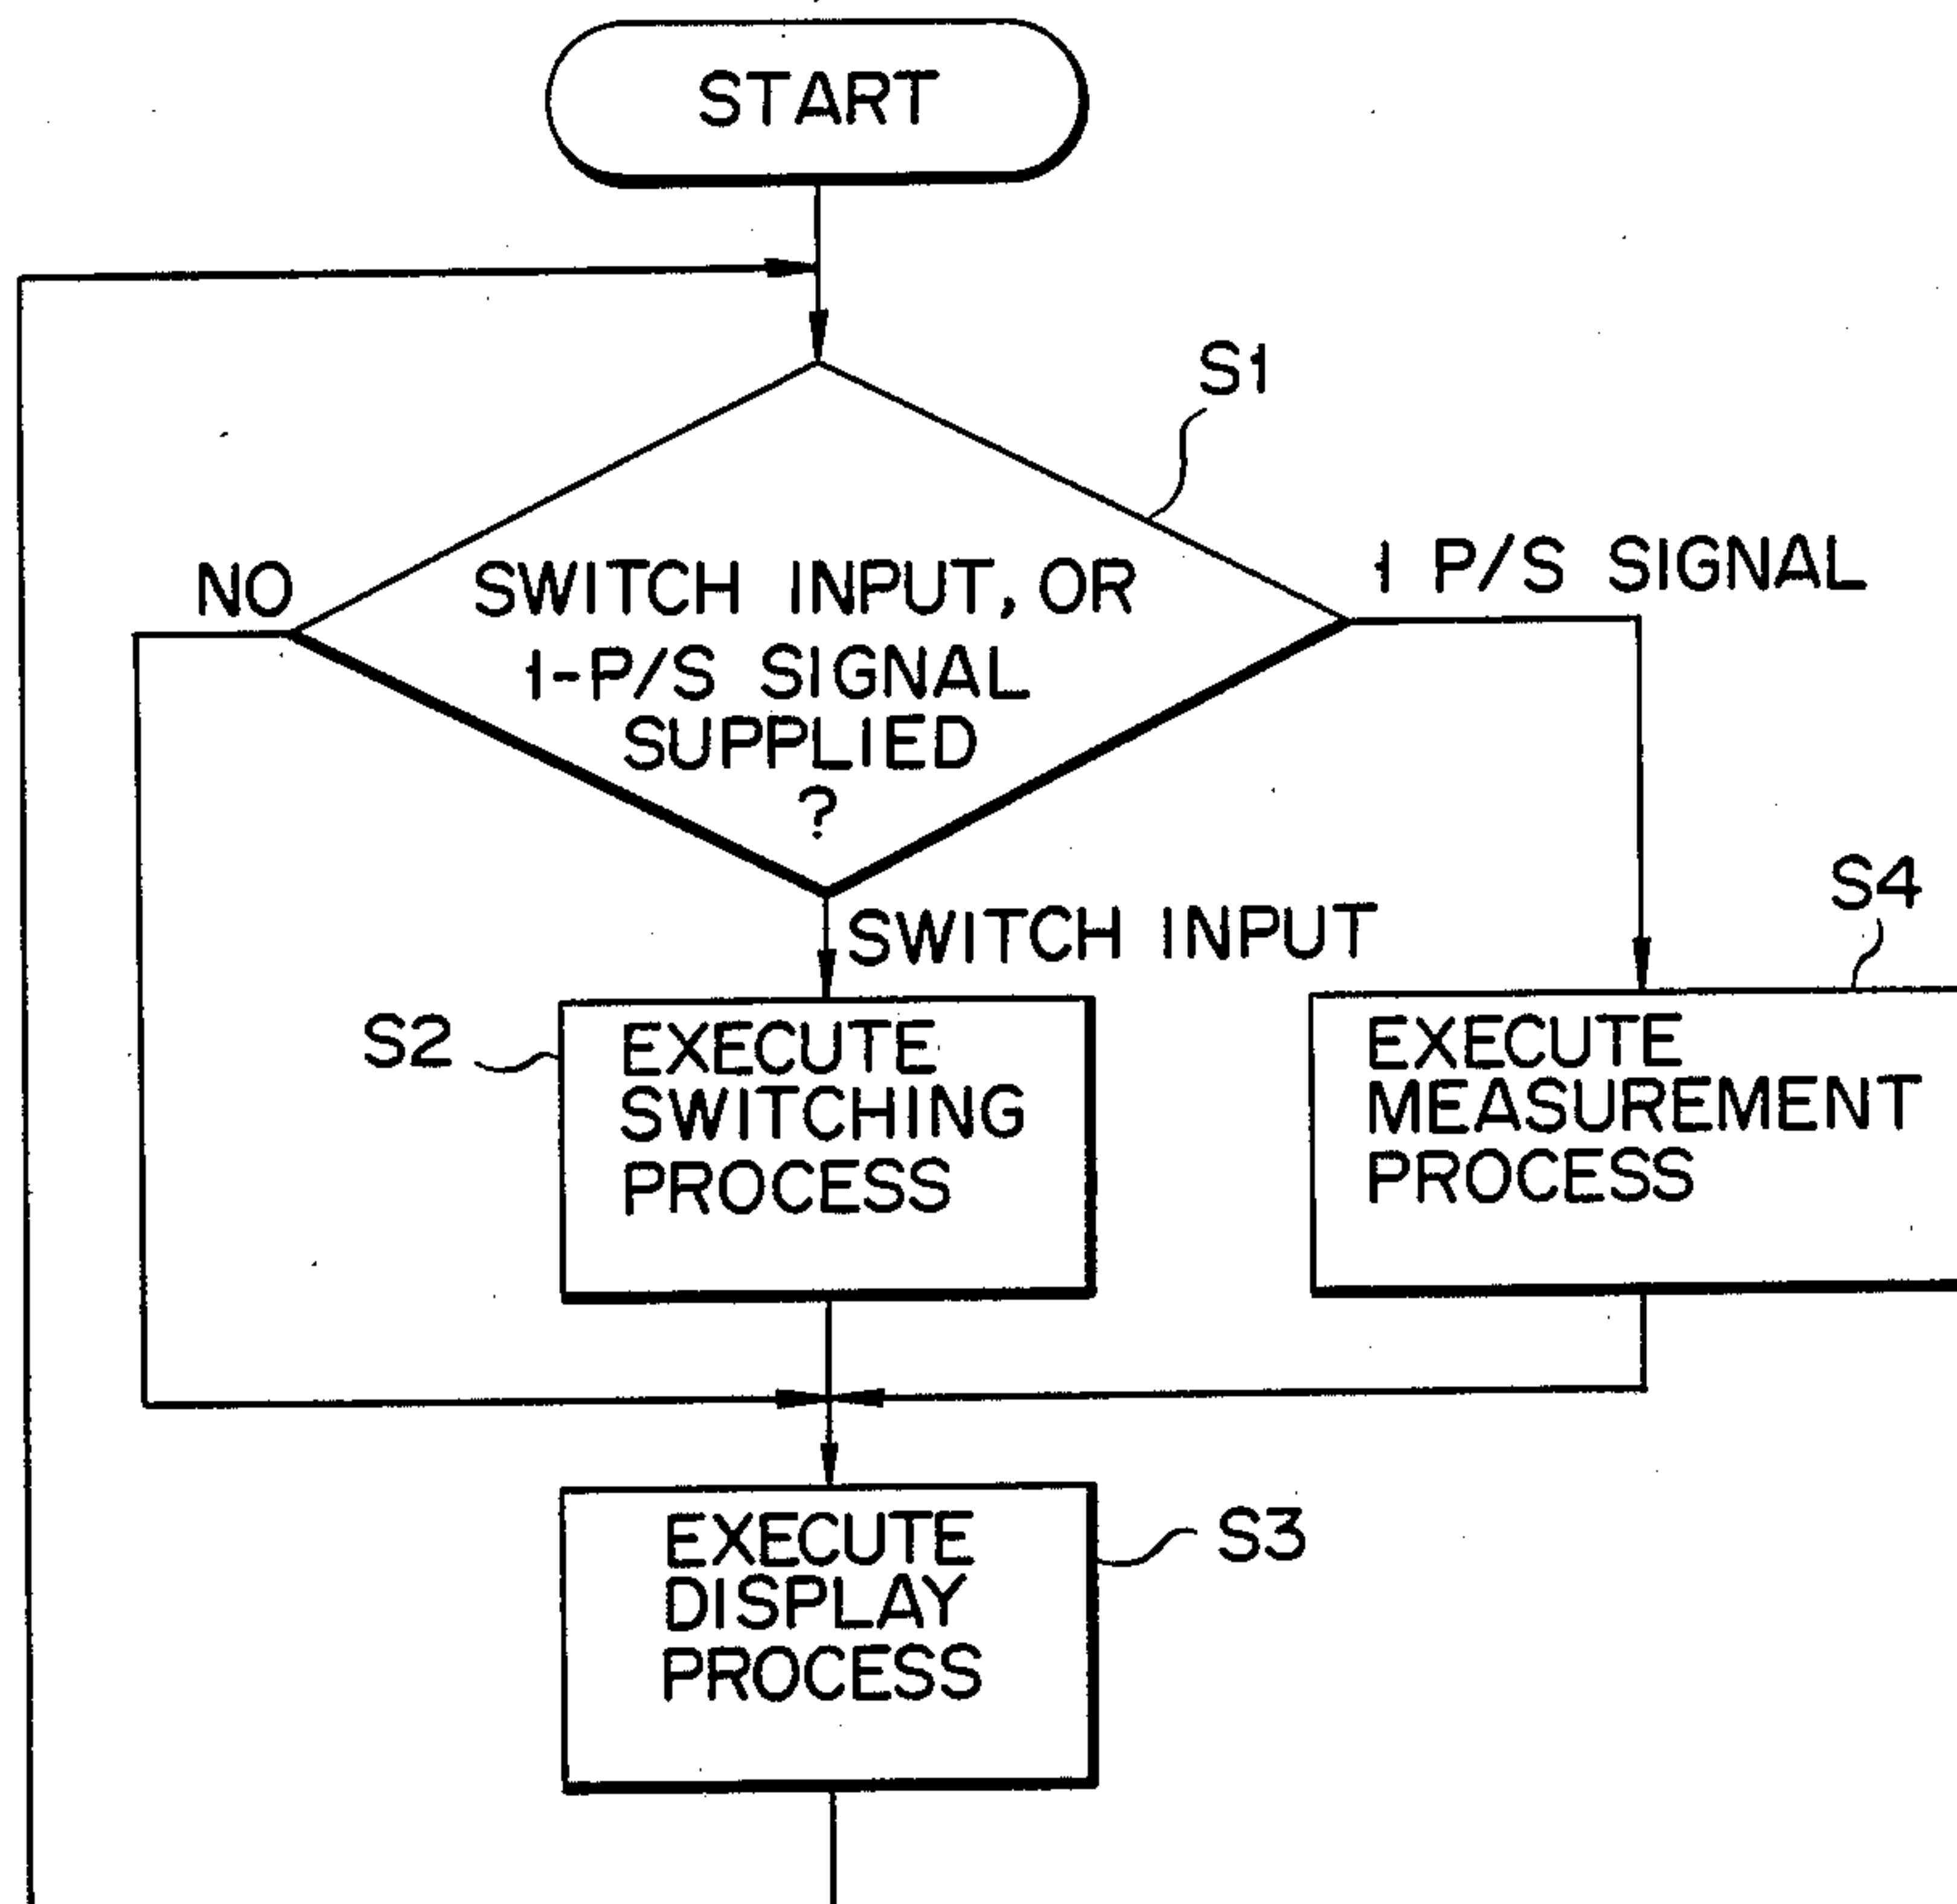 START
S1
NO
SWITCH INPUT, OR
1-P/S SIGNAL
SUPPLIED
?
1 P/S SIGNAL
SWITCH INPUT
S4
S2
EXECUTE
SWITCHING
PROCESS
EXECUTE
MEASUREMENT
PROCESS
EXECUTE
DISPLAY
PROCESS
S3